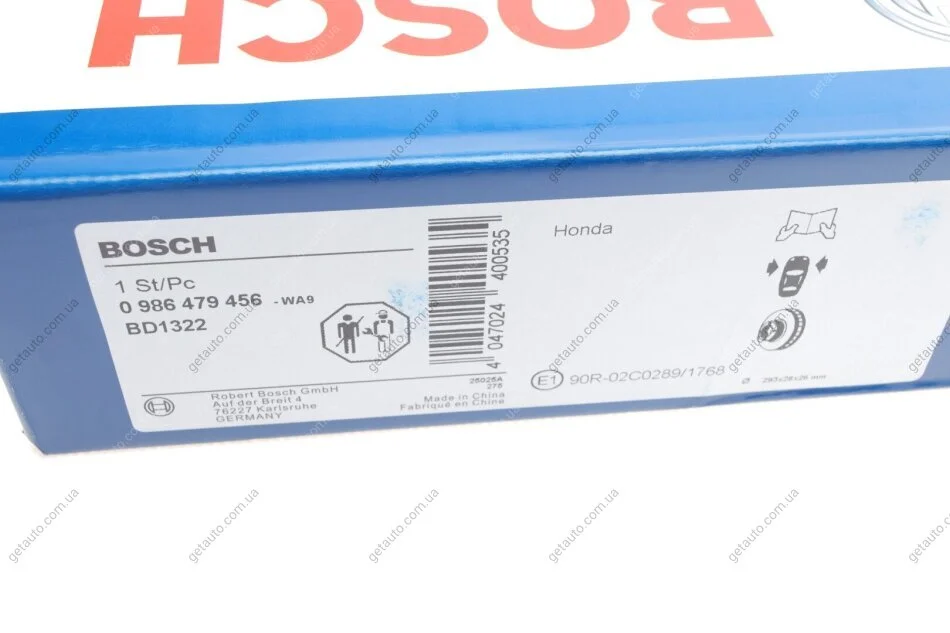 BOSCH
BOSCH
BOSCH
1 St/Pc
0 986 479 456 - WA9
BD1322
4 047024 400535
Honda
Robert Bosch GmbH
Auf der Breit 4
76227 Karlsruhe
GERMANY
278
Made in China
Fabriqué en Chine
E1 90R-02C0289/1768
getauto.com.ua